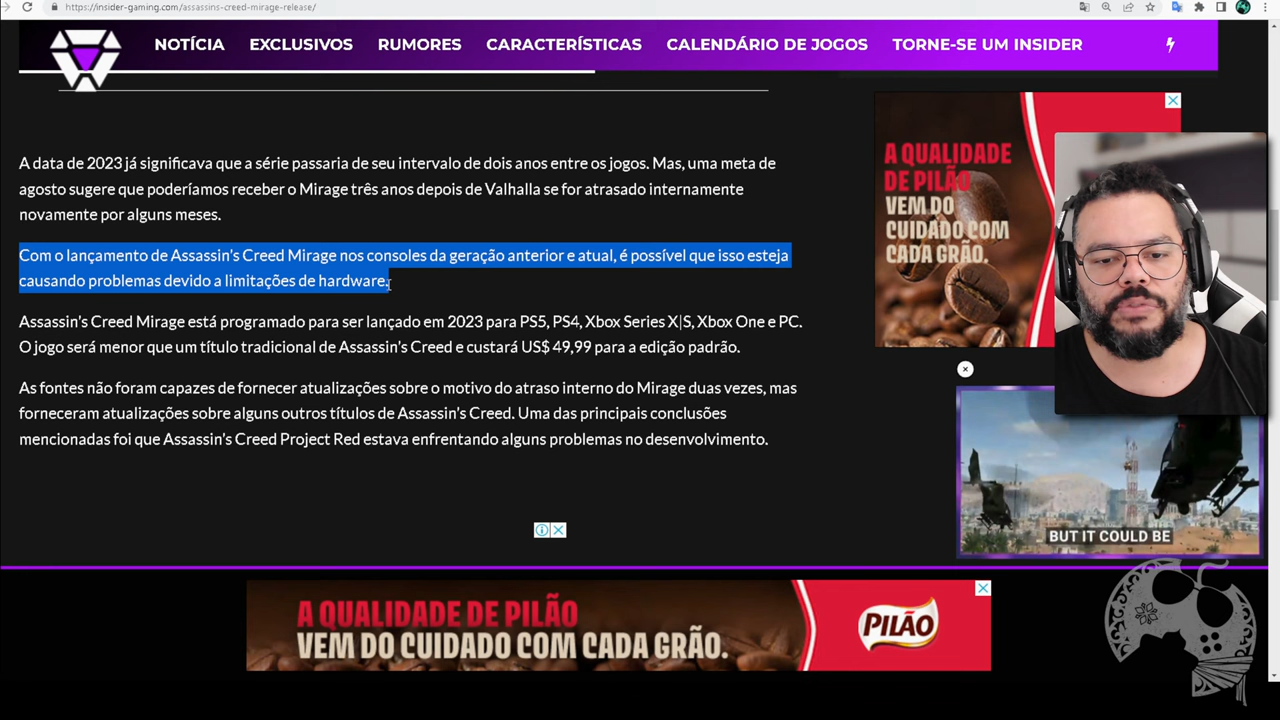 https://insider-gaming.com/assassins-creed-mirage-release/
NOTÍCIA EXCLUSIVOS RUMORES CARACTERÍSTICAS CALENDÁRIO DE JOGOS TORNE-SE UM INSIDER
A data de 2023 já significava que a série passaria de seu intervalo de dois anos entre os jogos. Mas, uma meta de
agosto sugere que poderíamos receber o Mirage três anos depois de Valhalla se for atrasado internamente
novamente por alguns meses.
Com o lançamento de Assassin's Creed Mirage nos consoles da geração anterior e atual, é possível que isso esteja
causando problemas devido a limitações de hardware.
Assassin's Creed Mirage está programado para ser lançado em 2023 para PS5, PS4, Xbox Series X|S, Xbox One e PC.
O jogo será menor que um título tradicional de Assassin's Creed e custará US$ 49,99 para a edição padrão.
As fontes não foram capazes de fornecer atualizações sobre o motivo do atraso interno do Mirage duas vezes, mas
forneceram atualizações sobre alguns outros títulos de Assassin's Creed. Uma das principais conclusões
mencionadas foi que Assassin's Creed Project Red estava enfrentando alguns problemas no desenvolvimento.
A QUALIDADE
DE PILÃO
VEM DO
CUIDADO COM
CADA GRÃO.
BUT IT COULD BE
A QUALIDADE DE PILÃO
VEM DO CUIDADO COM CADA GRÃO.
PILÃO